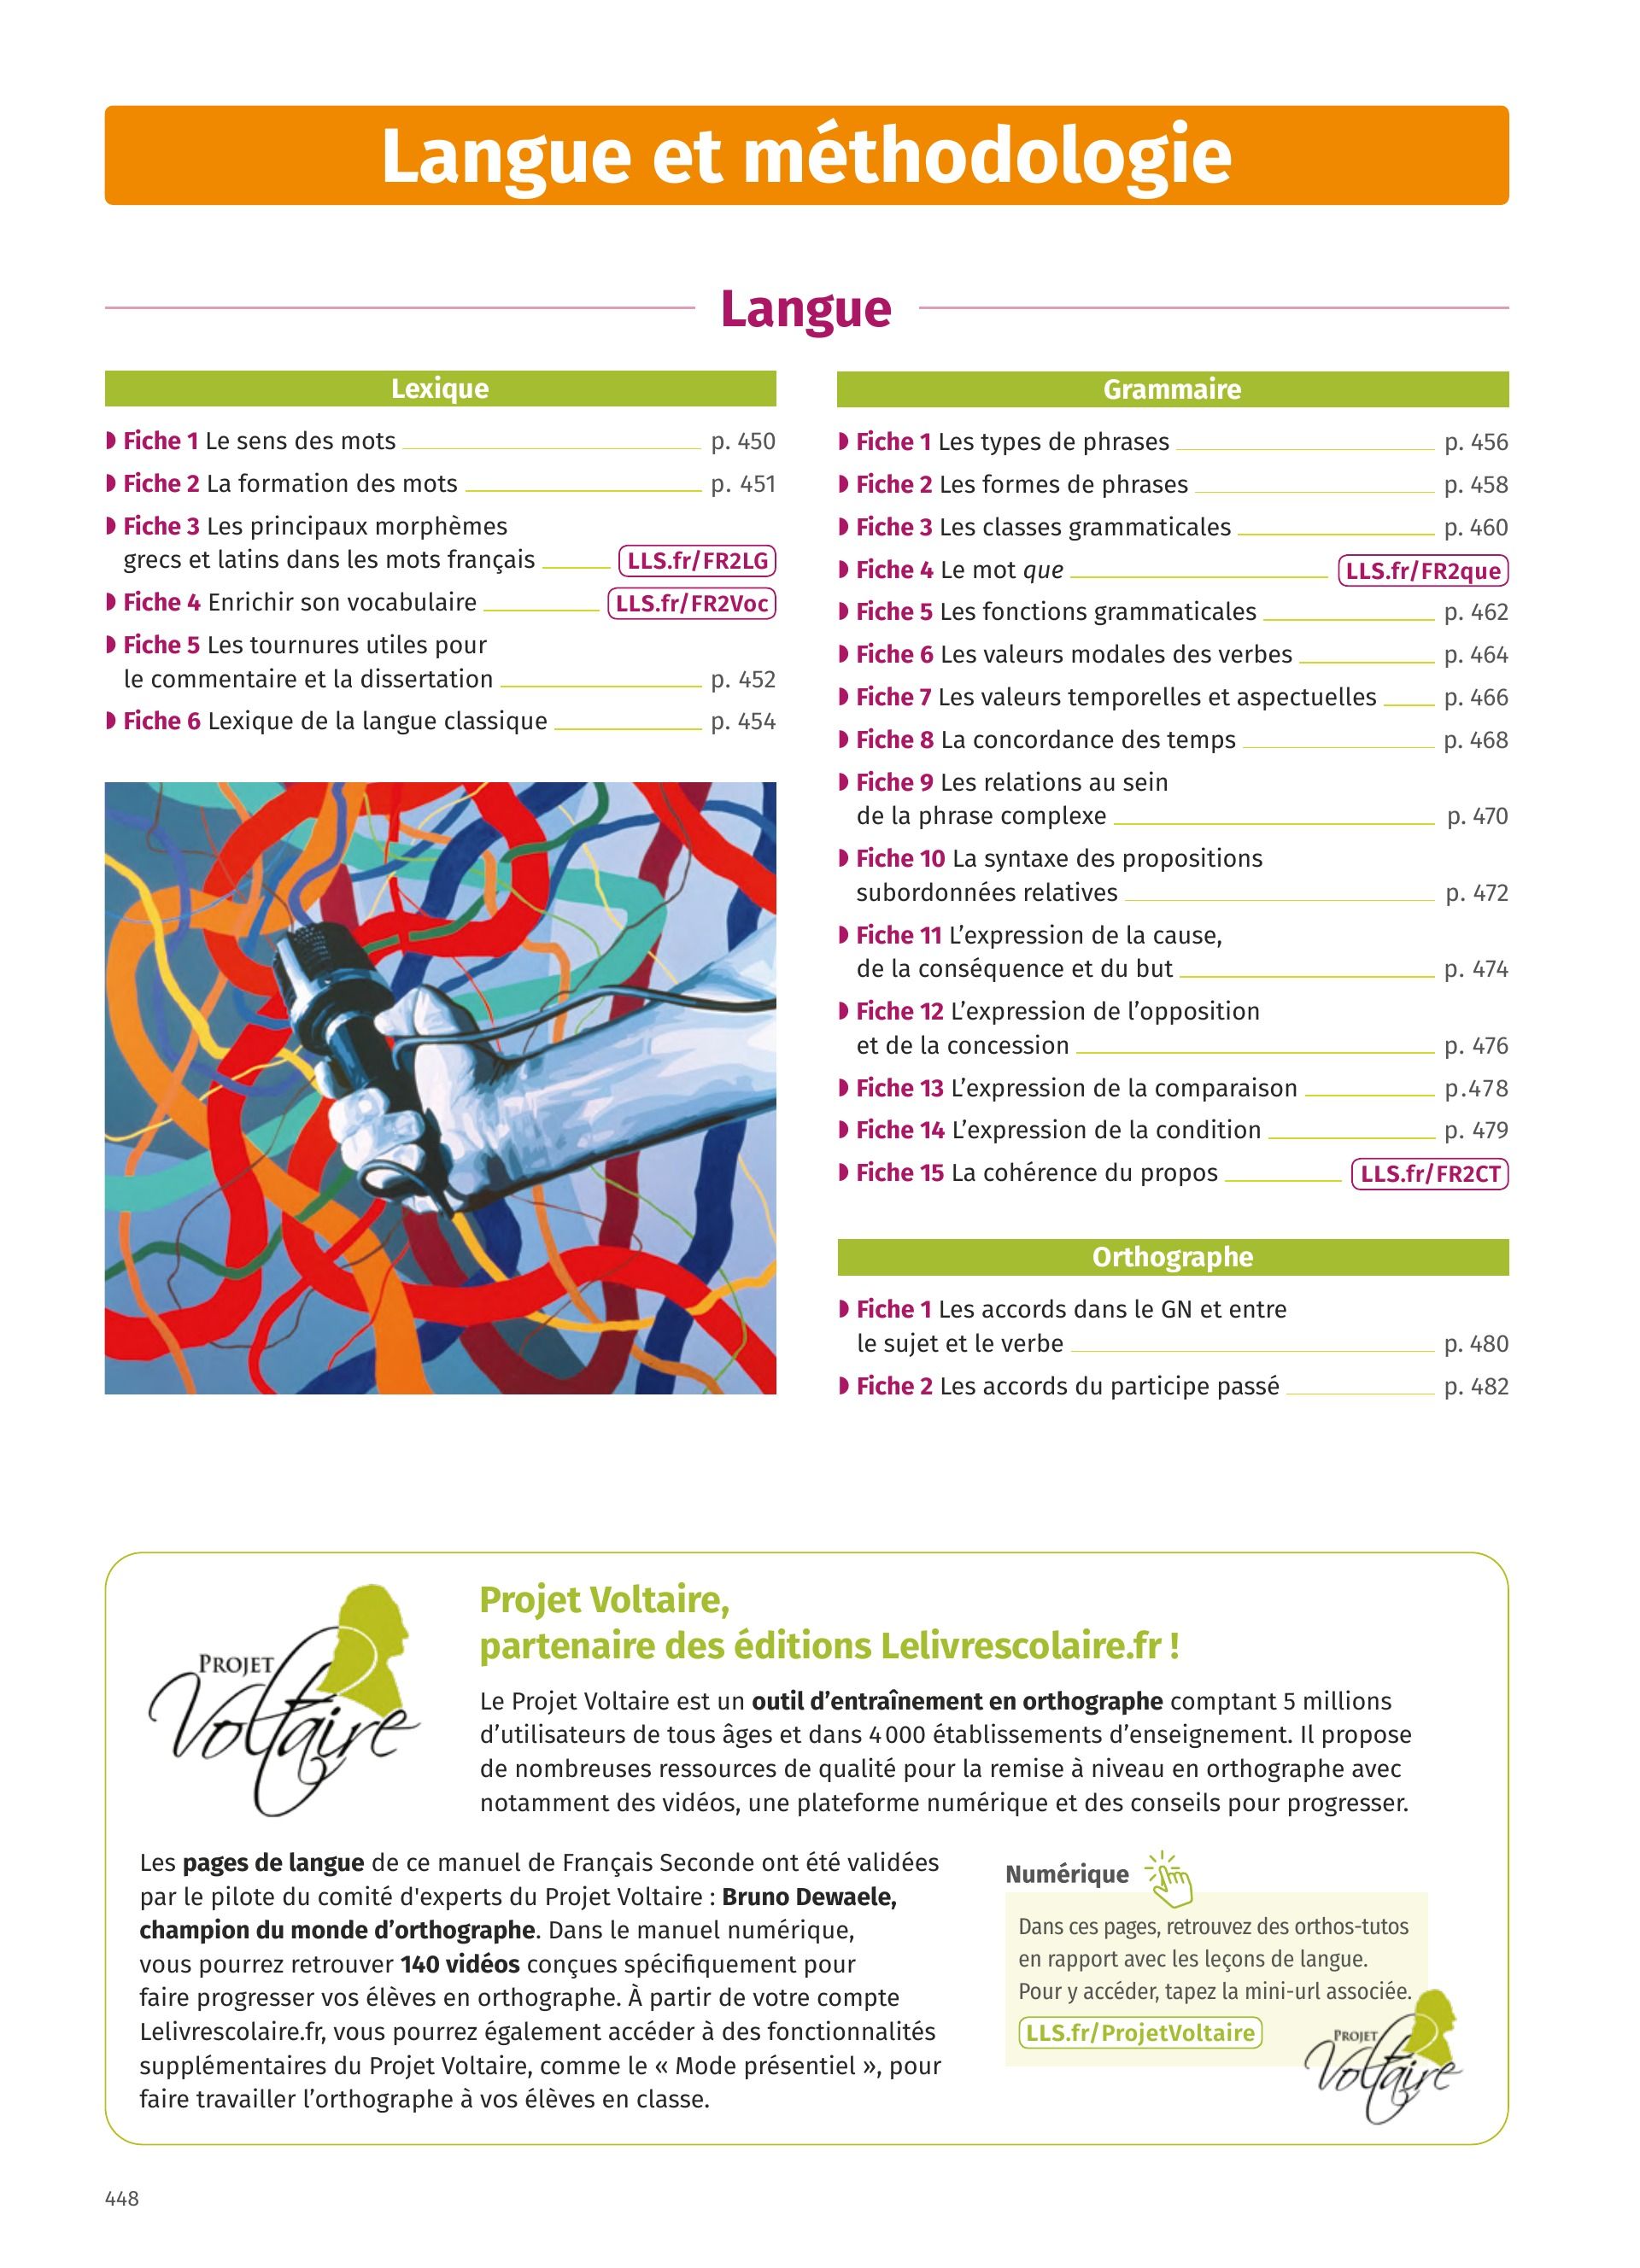 Langue et méthodologie
Langue
Lexique
Fiche 1 Le sens des mots p. 450
Fiche 2 La formation des mots p. 451
Fiche 3 Les principaux morphèmes
grecs et latins dans les mots français LLS.fr/FR2LG
Fiche 4 Enrichir son vocabulaire LLS.fr/FR2Voc
Fiche 5 Les tournures utiles pour
le commentaire et la dissertation p. 452
Fiche 6 Lexique de la langue classique p. 454
Grammaire
Fiche 1 Les types de phrases p. 456
Fiche 2 Les formes de phrases p. 458
Fiche 3 Les classes grammaticales p. 460
Fiche 4 Le mot que LLS.fr/FR2que
Fiche 5 Les fonctions grammaticales p. 462
Fiche 6 Les valeurs modales des verbes p. 464
Fiche 7 Les valeurs temporelles et aspectuelles p. 466
Fiche 8 La concordance des temps p. 468
Fiche 9 Les relations au sein
de la phrase complexe p. 470
Fiche 10 La syntaxe des propositions
subordonnées relatives p. 472
Fiche 11 L’expression de la cause,
de la conséquence et du but p. 474
Fiche 12 L’expression de l’opposition
et de la concession p. 476
Fiche 13 L’expression de la comparaison p.478
Fiche 14 L’expression de la condition p. 479
Fiche 15 La cohérence du propos LLS.fr/FR2CT
Orthographe
Fiche 1 Les accords dans le GN et entre
le sujet et le verbe p. 480
Fiche 2 Les accords du participe passé p. 482
PROJET
Voltaire
Projet Voltaire,
partenaire des éditions Lelivrescolaire.fr !
Le Projet Voltaire est un outil d’entraînement en orthographe comptant 5 millions
d’utilisateurs de tous âges et dans 4 000 établissements d’enseignement. Il propose
de nombreuses ressources de qualité pour la remise à niveau en orthographe avec
notamment des vidéos, une plateforme numérique et des conseils pour progresser.
Les pages de langue de ce manuel de Français Seconde ont été validées
par le pilote du comité d'experts du Projet Voltaire : Bruno Dewaele,
champion du monde d’orthographe. Dans le manuel numérique,
vous pourrez retrouver 140 vidéos conçues spécifiquement pour
faire progresser vos élèves en orthographe. À partir de votre compte
Lelivrescolaire.fr, vous pourrez également accéder à des fonctionnalités
supplémentaires du Projet Voltaire, comme le « Mode présentiel », pour
faire travailler l’orthographe à vos élèves en classe.
Numérique
Dans ces pages, retrouvez des orthos-tutos
en rapport avec les leçons de langue.
Pour y accéder, tapez la mini-url associée.
LLS.fr/ProjetVoltaire
PROJET
Voltaire
448